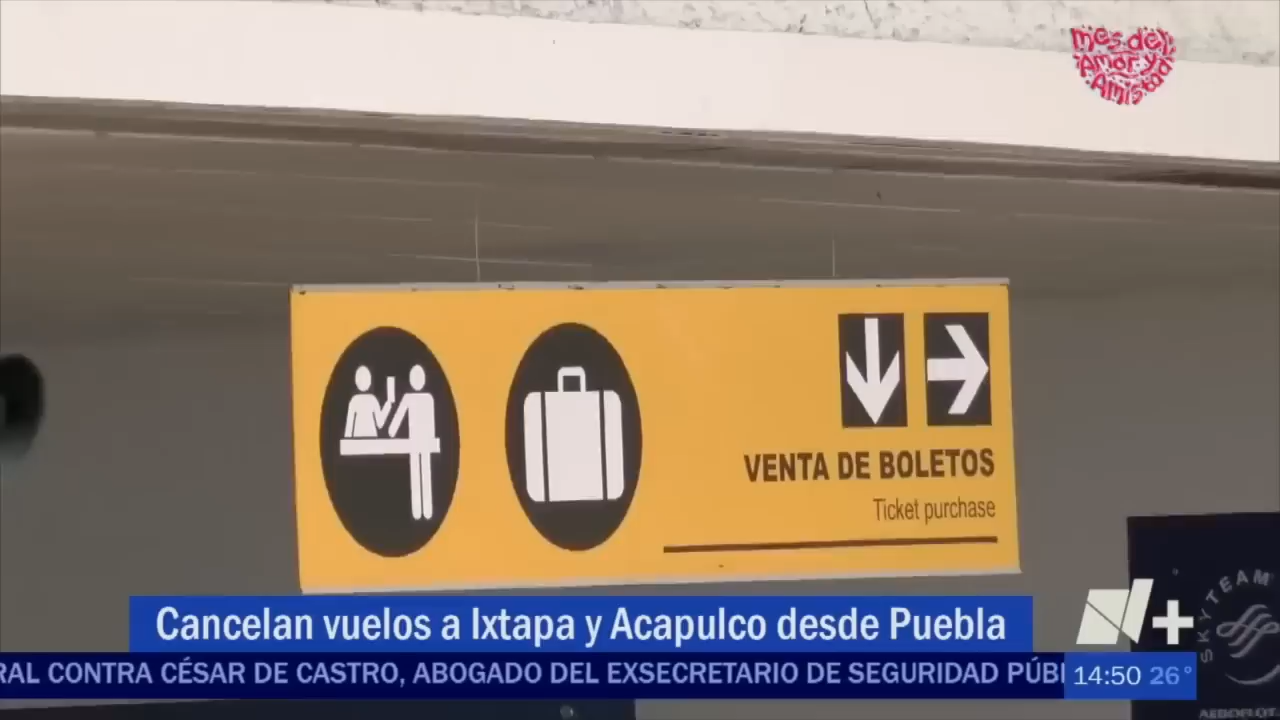 mes del
Amor y la
Amistad
VENTA DE BOLETOS
Ticket purchase
SKYTEAM
Cancelan vuelos a Ixtapa y Acapulco desde Puebla
N+
RAL CONTRA CÉSAR DE CASTRO, ABOGADO DEL EXSECRETARIO DE SEGURIDAD PÚBL
14:50 26°
AEROFLOT